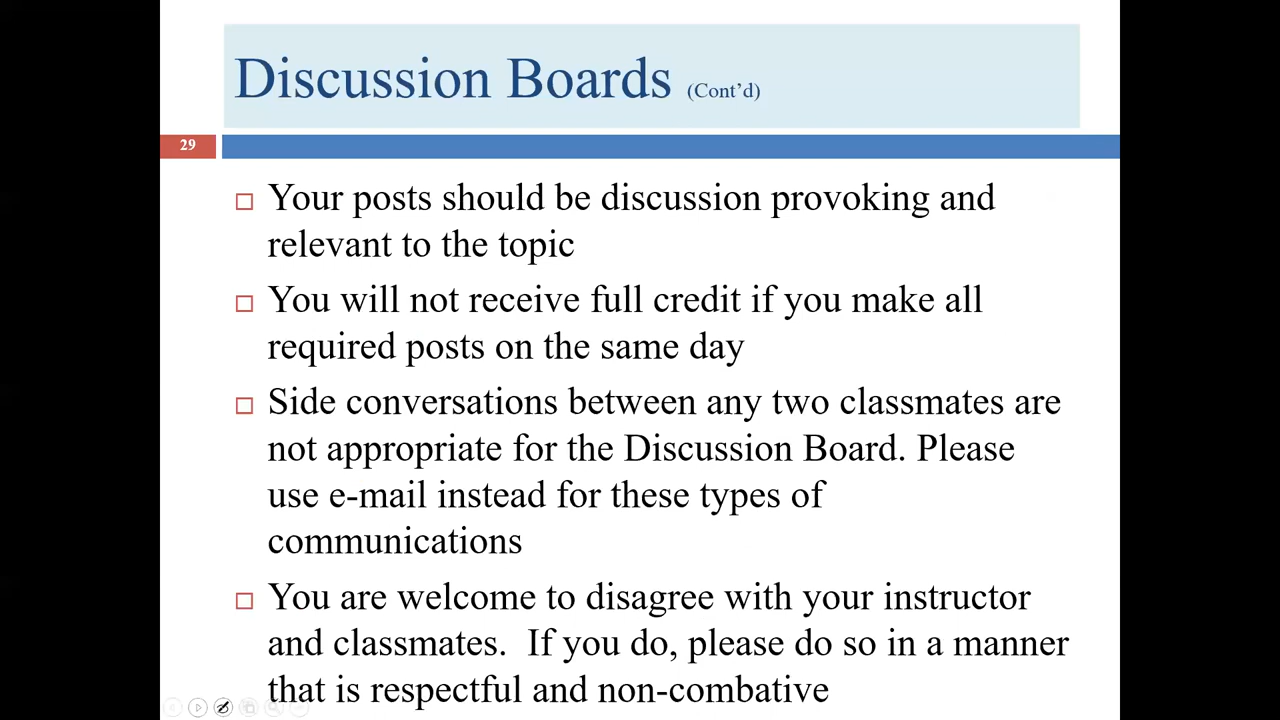 Discussion Boards (Cont’d)
29
Your posts should be discussion provoking and
relevant to the topic
You will not receive full credit if you make all
required posts on the same day
Side conversations between any two classmates are
not appropriate for the Discussion Board. Please
use e-mail instead for these types of
communications
You are welcome to disagree with your instructor
and classmates.  If you do, please do so in a manner
that is respectful and non-combative